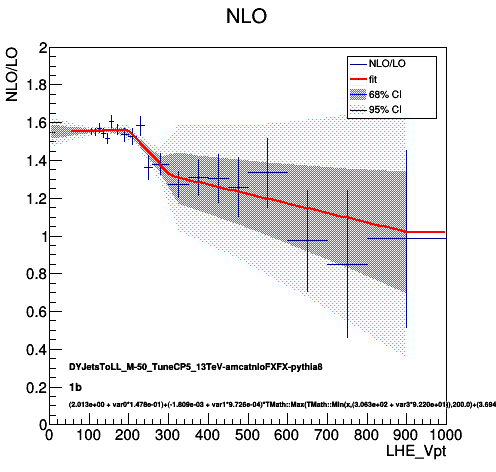 NLO
NLO/LO
2
1.8
1.6
1.4
1.2
1
0.8
0.6
0.4
0.2
0
NLO/LO
fit
68% CI
95% CI
DYJetsToLL_M-50_TuneCP5_13TeV-amcatnloFXFX-pythia8
1b
(2.013e+00 + var0*1.478e-01)+(-1.809e-03 + var1*9.726e-04)*TMath::Max(TMath::Min(x,(3.063e+02 + var3*9.220e+01)),200.0)+(3.694
0 100 200 300 400 500 600 700 800 900 1000
LHE_Vpt